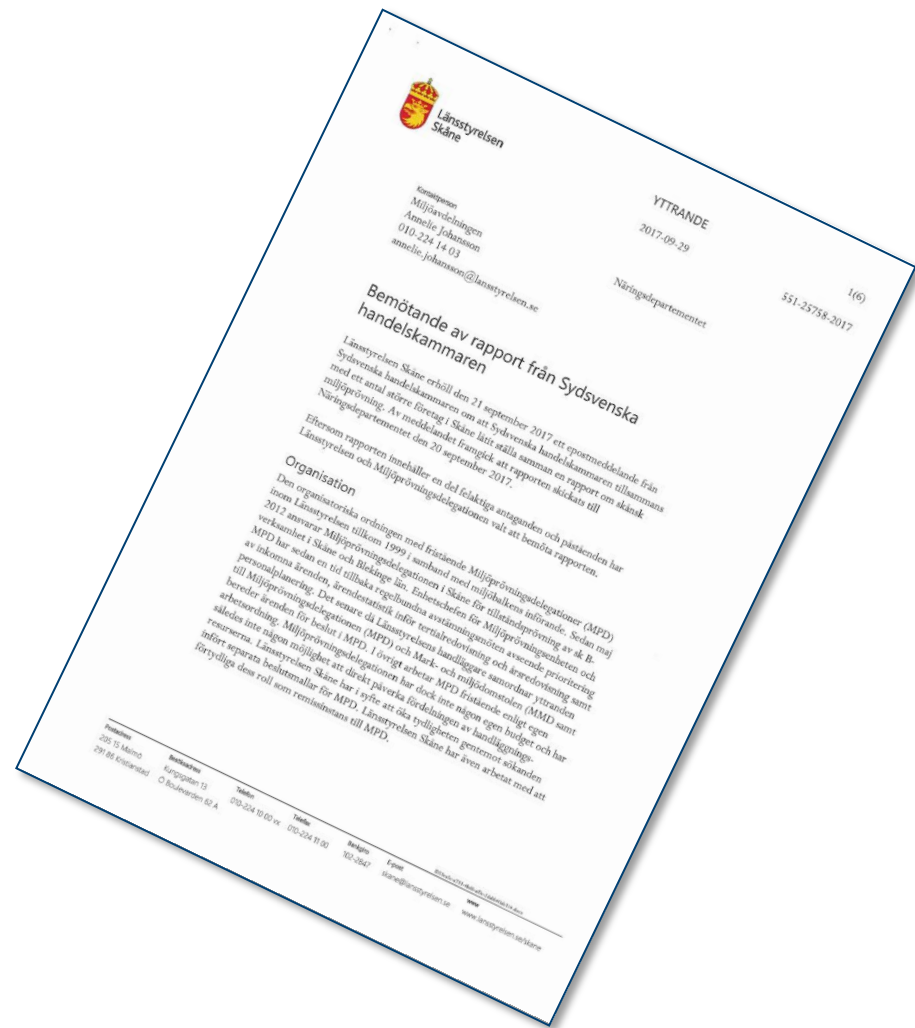 Länsstyrelsen
Skåne
YTTRANDE
2017-09-29
1(6)
551-25758-2017
Kontaktperson
Miljöavdelningen
Annelie Johansson
010-224 14 03
annelie.johansson@lansstyrelsen.se
Näringsdepartementet
Bemötande av rapport från Sydsvenska
handelskammaren
Länsstyrelsen Skåne erhöll den 21 september 2017 ett epostmeddelande från
Sydsvenska handelskammaren om att Sydsvenska handelskammaren tillsammans
med ett antal större företag i Skåne låtit ställa samman en rapport om skånsk
miljöprövning. Av meddelandet framgick att rapporten skickats till
Näringsdepartementet den 20 september 2017.
Eftersom rapporten innehåller en del felaktiga antaganden och påståenden har
Länsstyrelsen och Miljöprövningsdelegationen valt att bemöta rapporten.
Organisation
Den organisatoriska ordningen med fristående Miljöprövningsdelegationer (MPD)
inom Länsstyrelsen tillkom 1999 i samband med miljöbalkens införande. Sedan maj
2012 ansvarar Miljöprövningsdelegationen i Skåne för tillståndsprövning av sk B-
verksamhet i Skåne och Blekinge län. Enhetschefen för Miljöprövningsenheten och
MPD har sedan en tid tillbaka regelbundna avstämningsmöten avseende prioritering
av inkomna ärenden, ärendestatistik inför tertialredovisning och årsredovisning samt
personalplanering. Det senare då Länsstyrelsens handläggare samordnar yttranden
till Miljöprövningsdelegationen (MPD) och Mark- och miljödomstolen (MMD samt
bereder ärenden för beslut i MPD. I övrigt arbetar MPD fristående enligt egen
arbetsordning. Miljöprövningsdelegationen har dock inte någon egen budget och har
således inte någon möjlighet att direkt påverka fördelningen av handläggnings-
resurserna. Länsstyrelsen Skåne har i syfte att öka tydligheten gentemot sökanden
infört separata beslutsmallar för MPD. Länsstyrelsen Skåne har även arbetat med att
förtydliga dess roll som remissinstans till MPD.
Postadress
205 15 Malmö
291 86 Kristianstad
Besöksadress
Kungsgatan 13
Ö Boulevarden 62 A
Telefon
010-224 10 00 vx
Telefax
010-224 11 00
Bankgiro
102-2847
E-post
skane@lansstyrelsen.se
www
www.lansstyrelsen.se/skane